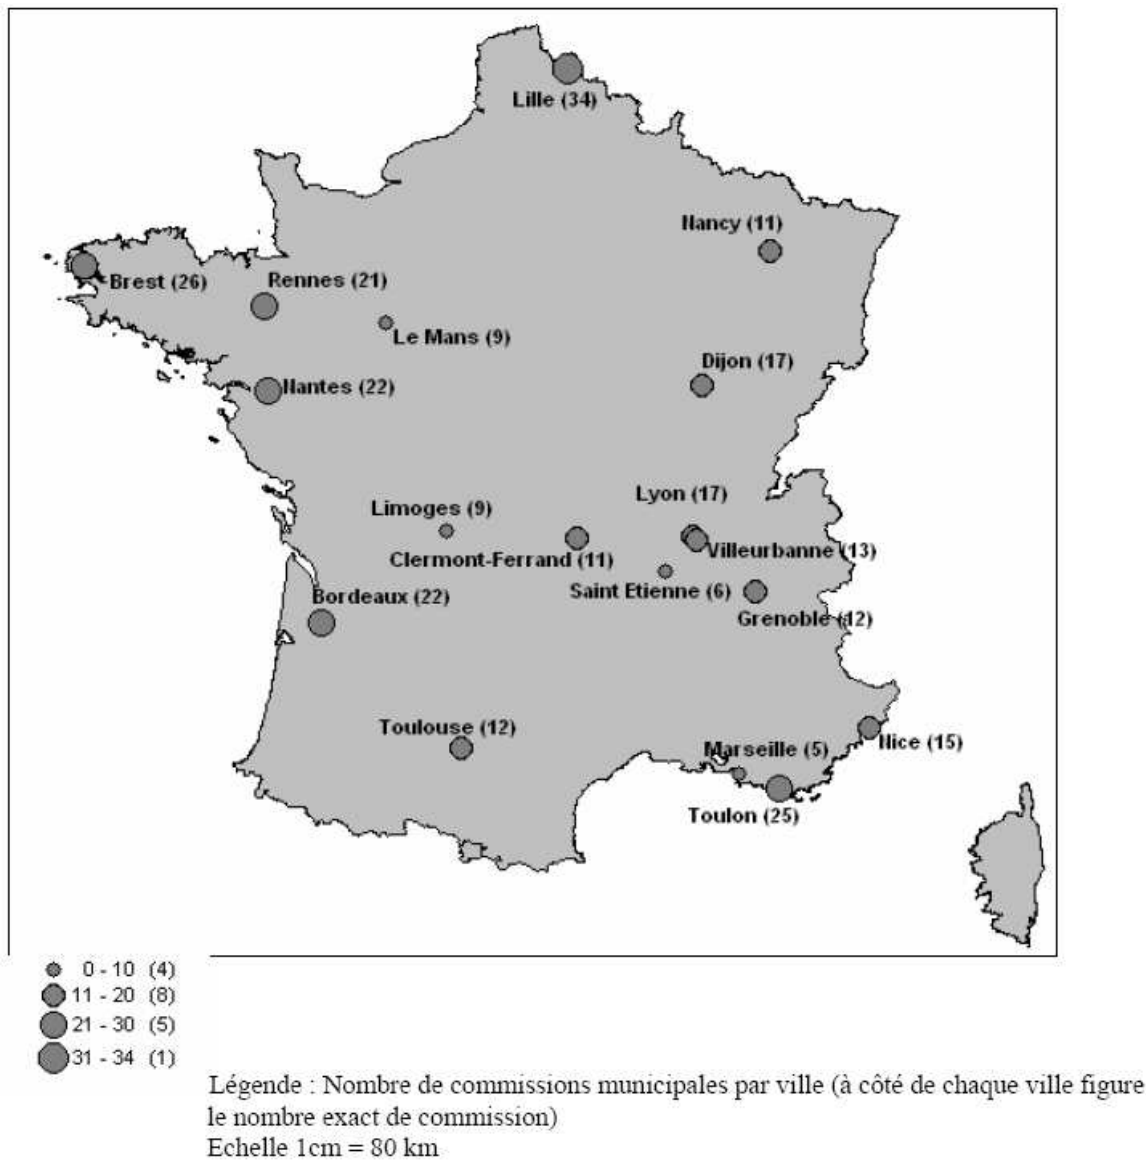 Lille (34)
Nancy (11)
Brest (26)
Rennes (21)
Le Mans (9)
Dijon (17)
Nantes (22)
Lyon (17)
Limoges (9)
Villeurbanne (13)
Clermont-Ferrand (11)
Saint Etienne (6)
Bordeaux (22)
Grenoble (12)
Toulouse (12)
Nice (15)
Marseille (5)
Toulon (25)
0 - 10 (4)
11 - 20 (8)
21 - 30 (5)
31 - 34 (1)
Légende : Nombre de commissions municipales par ville (à côté de chaque ville figure
le nombre exact de commission)
Echelle 1cm = 80 km